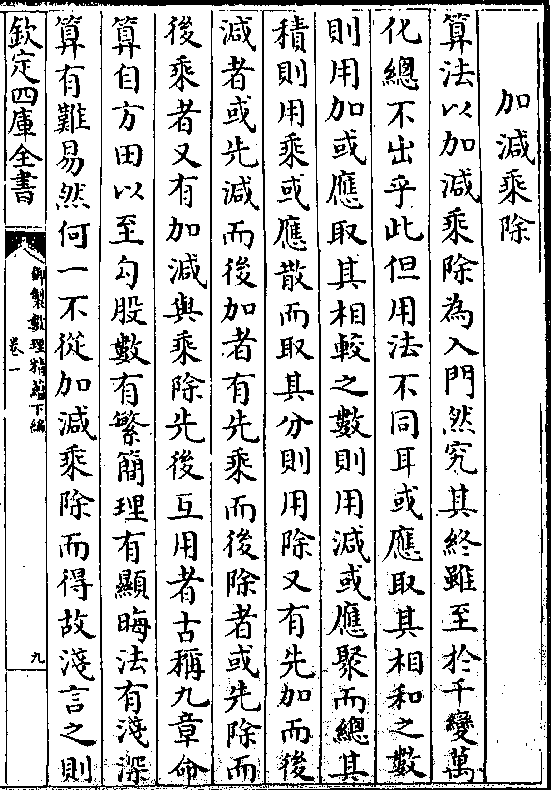 加減乘除
算法以加減乘除為入門然究其終雖至於千變萬
化總不出乎此但用法不同耳或應取其相和之數
則用加或應取其相較之數則用減或應聚而總其
積則用乘或應散而取其分則用除又有先加而後
減者或先減而後加者有先乘而後除者或先除而
後乘者又有加減與乘除先後互用者古稱九章命
算自方田以至勾股數有繁簡理有顯晦法有淺深
算有難易然何一不從加減乘除而得故淺言之則
欽定四庫全書
御製數理精藴下編
卷一
九